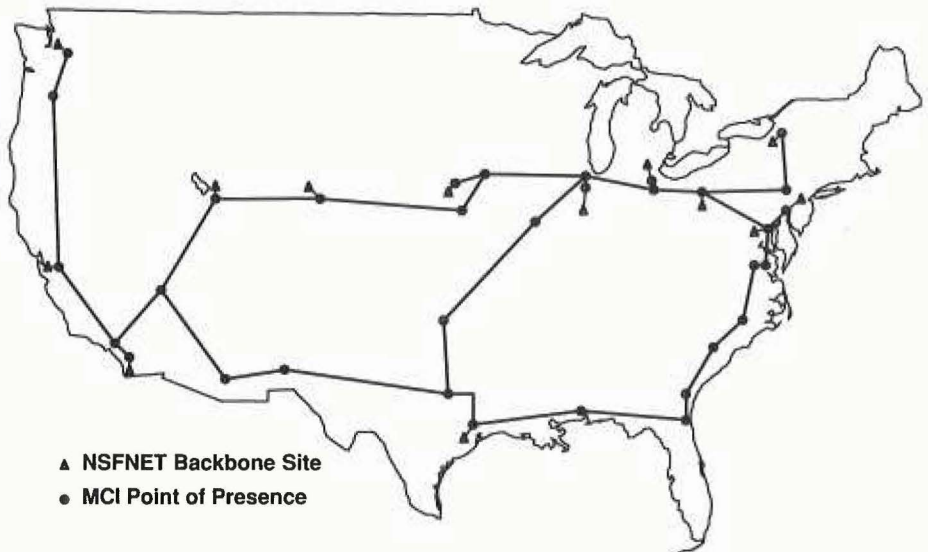 ▲ NSFNET Backbone Site
● MCI Point of Presence